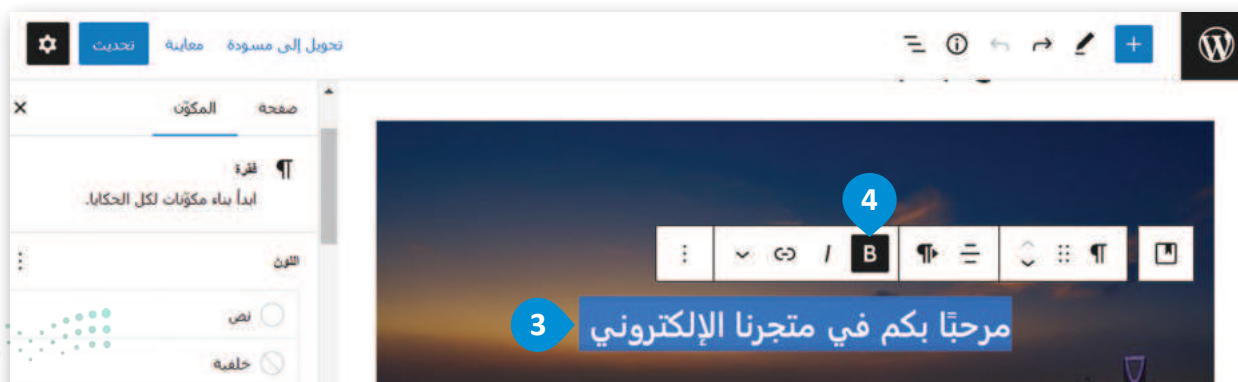 تحويل إلى مسودة معاينة تحديث
صفحة المكوّن
فقرة
ابدأ بناء مكوّنات لكل الحكايا.
اللون
نص
خلفية
4
B I
3 مرحبًا بكم في متجرنا الإلكتروني